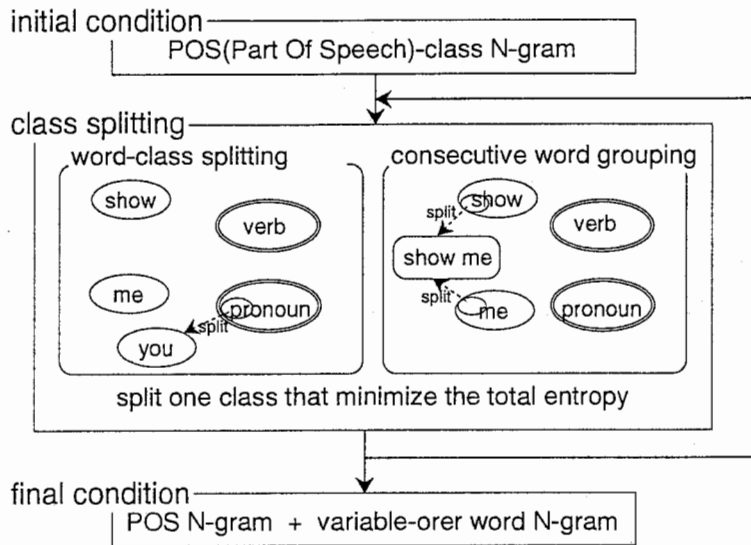 initial condition
POS(Part Of Speech)-class N-gram
class splitting
word-class splitting
show
verb
me
pronoun
split
you
consecutive word grouping
show
split
verb
show me
split
me
pronoun
split one class that minimize the total entropy
final condition
POS N-gram + variable-orer word N-gram